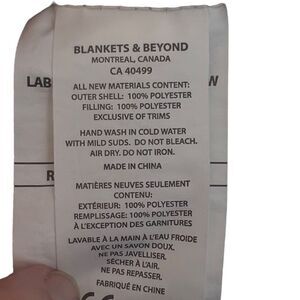 BLANKETS & BEYOND
MONTREAL, CANADA
CA 40499
ALL NEW MATERIALS CONTENT:
OUTER SHELL: 100% POLYESTER
FILLING: 100% POLYESTER
EXCLUSIVE OF TRIMS
HAND WASH IN COLD WATER
WITH MILD SUDS. DO NOT BLEACH.
AIR DRY. DO NOT IRON.
MADE IN CHINA
MATIÈRES NEUVES SEULEMENT
CONTENU:
EXTÉRIEUR: 100% POLYESTER
REMPLISSAGE: 100% POLYESTER
À L'EXCEPTION DES GARNITURES
LAVABLE À LA MAIN À L'EAU FROIDE
AVEC UN SAVON DOUX.
NE PAS JAVELLISER.
SÉCHER À L'AIR.
NE PAS REPASSER.
FABRIQUÉ EN CHINE
LAB
W
R